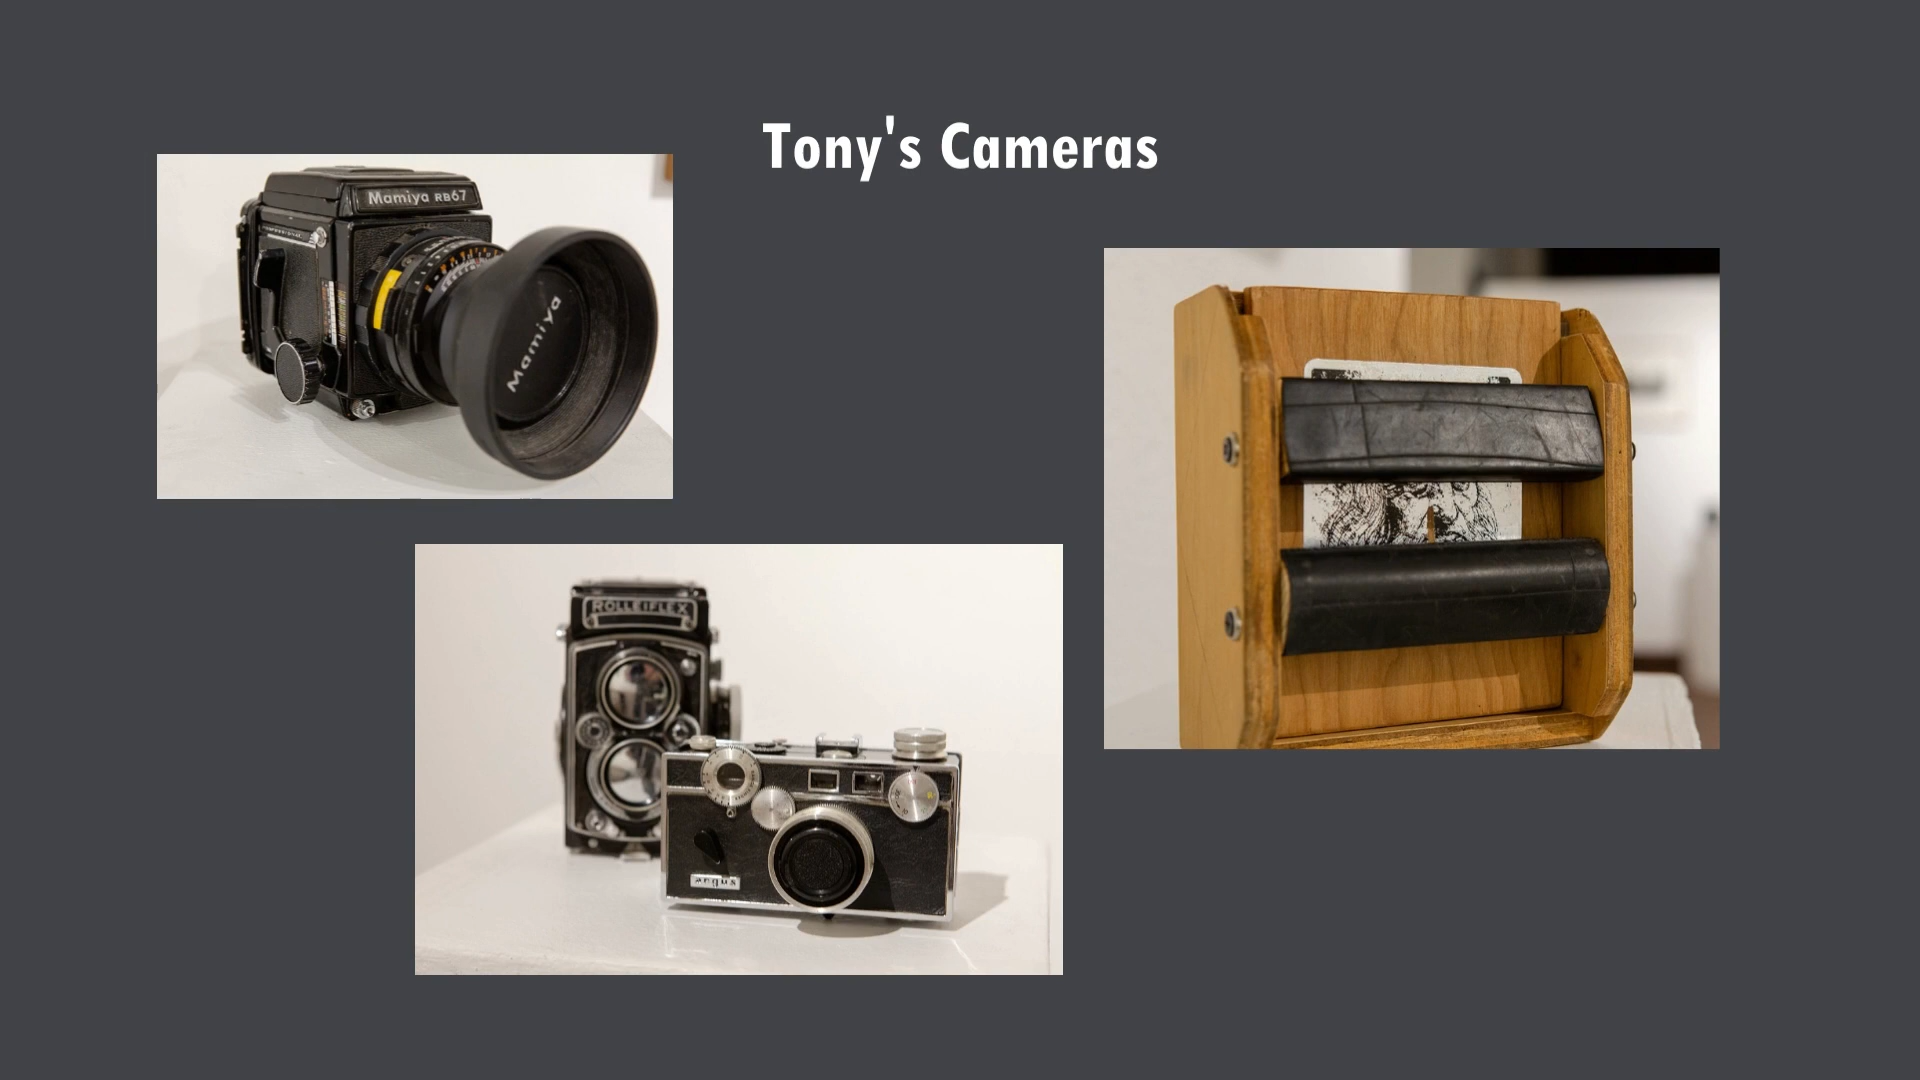 Tony's Cameras
Mamiya RB67
Mamiya
ROLLEIFLEX
argus